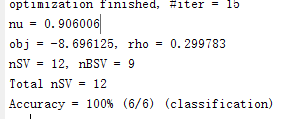 optimization finished, #iter = 15
nu = 0.906006
obj = -8.696125, rho = 0.299783
nSV = 12, nBSV = 9
Total nSV = 12
Accuracy = 100% (6/6) (classification)